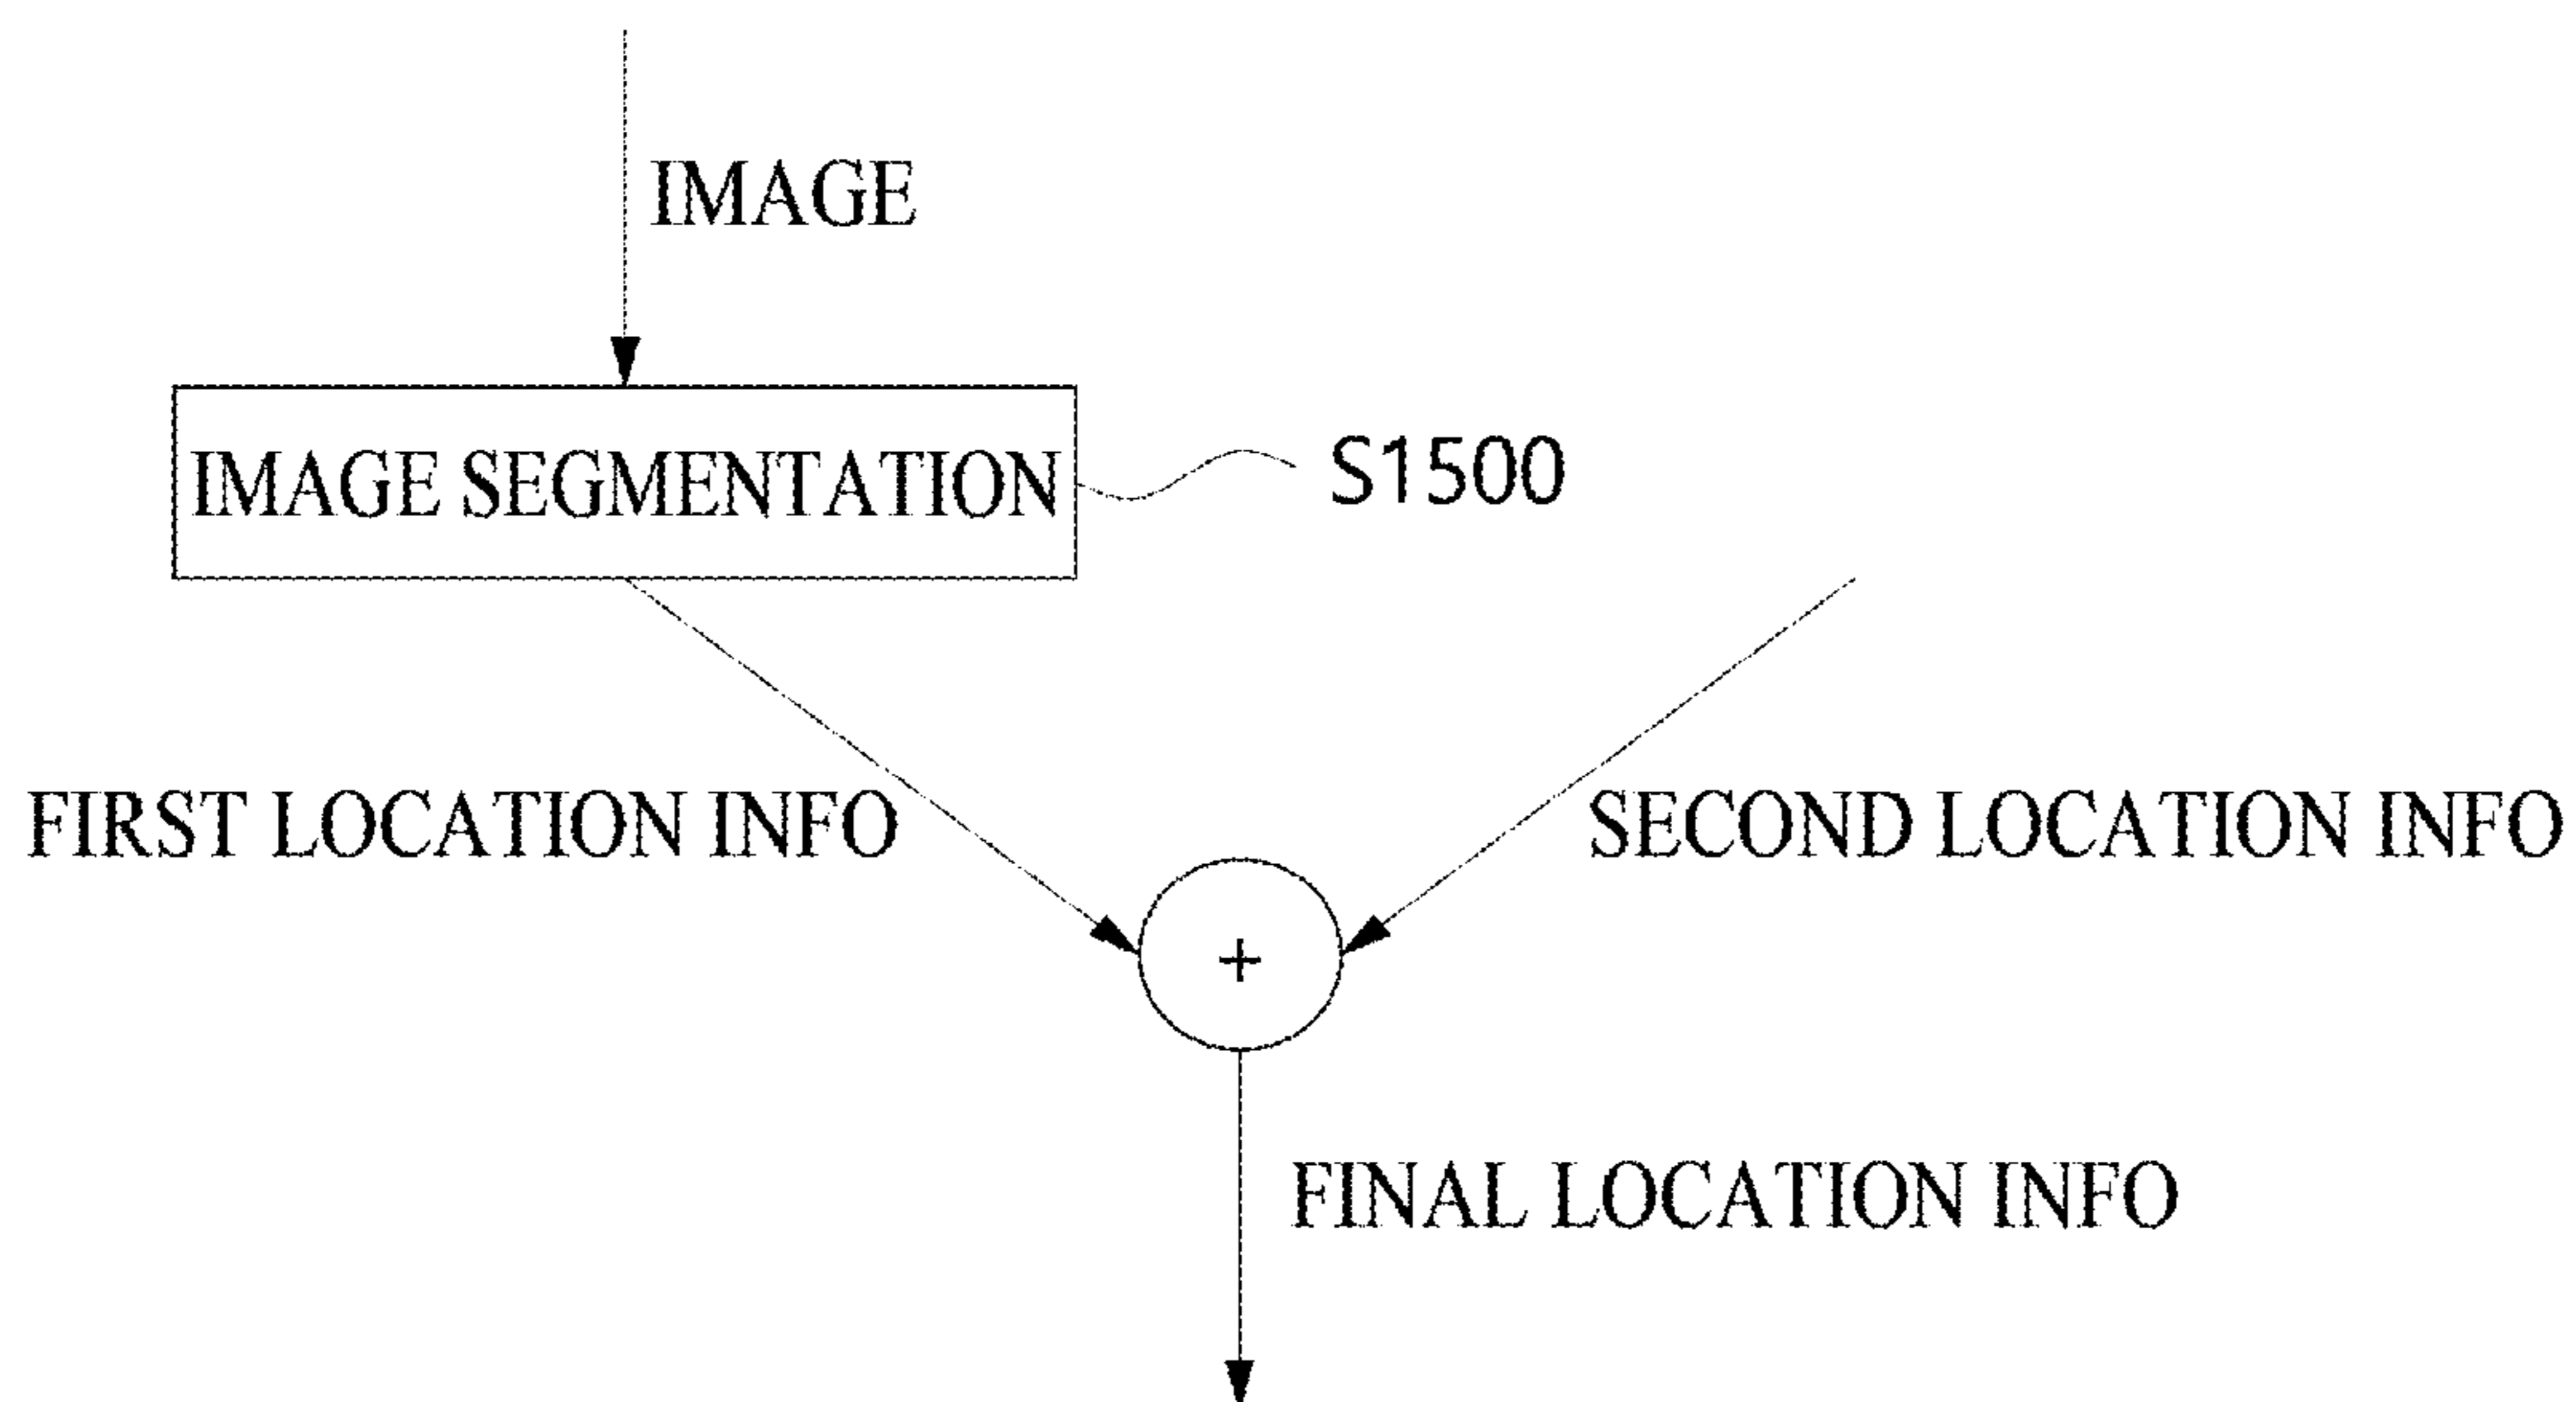 IMAGE
IMAGE SEGMENTATION
S1500
FIRST LOCATION INFO
SECOND LOCATION INFO
+
FINAL LOCATION INFO